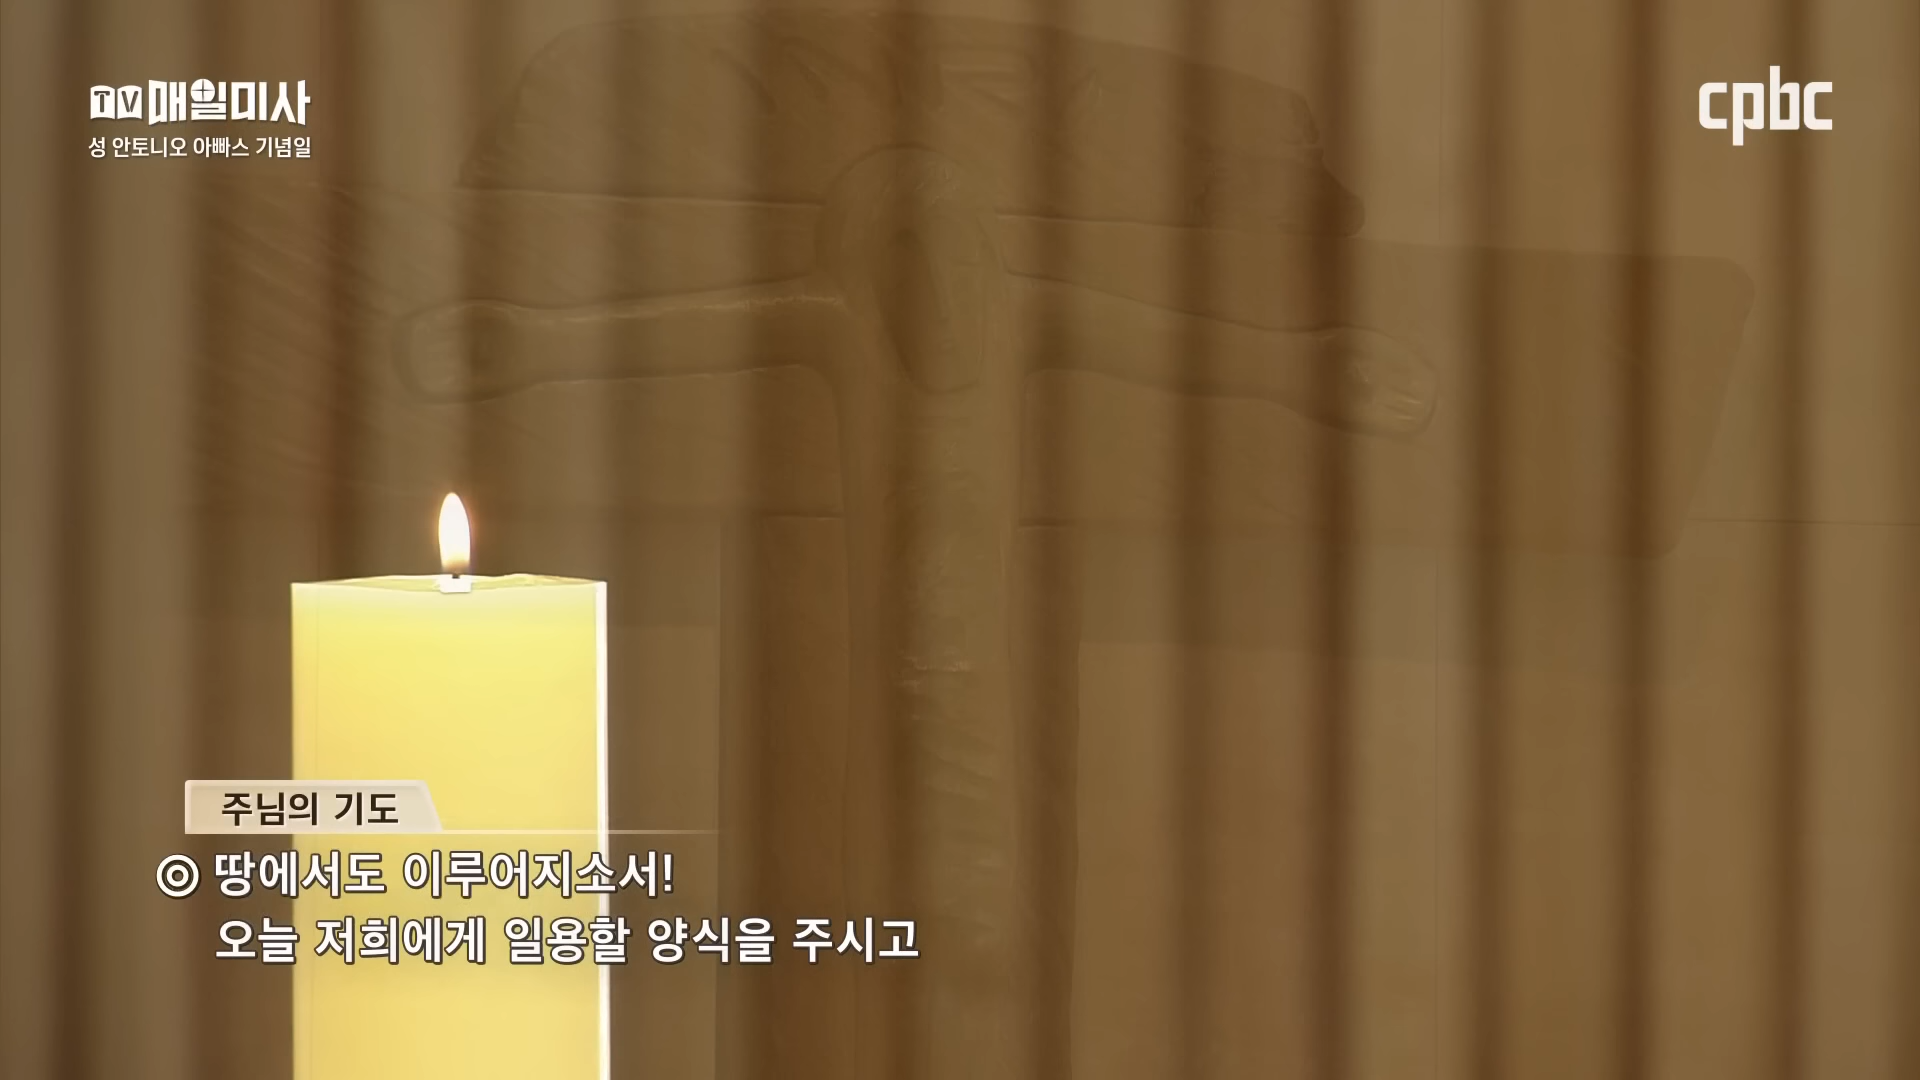 TV매일미사
성 안토니오 아빠스 기념일
cpbc
주님의 기도
◎ 땅에서도 이루어지소서!
오늘 저희에게 일용할 양식을 주시고